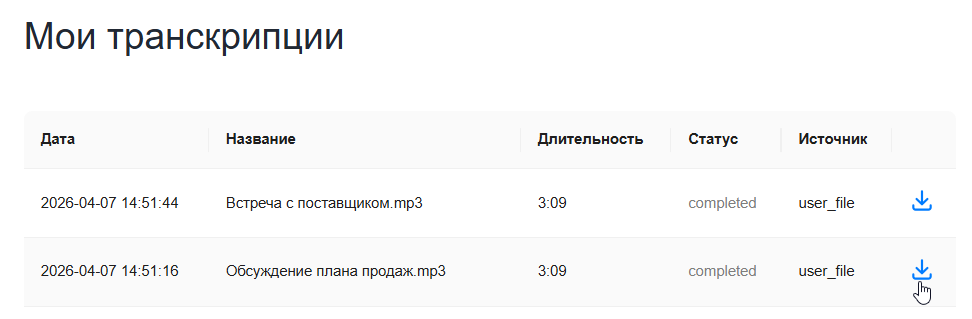 Мои транскрипции
Дата Название Длительность Статус Источник
2026-04-07 14:51:44 Встреча с поставщиком.mp3 3:09 completed user_file
2026-04-07 14:51:16 Обсуждение плана продаж.mp3 3:09 completed user_file